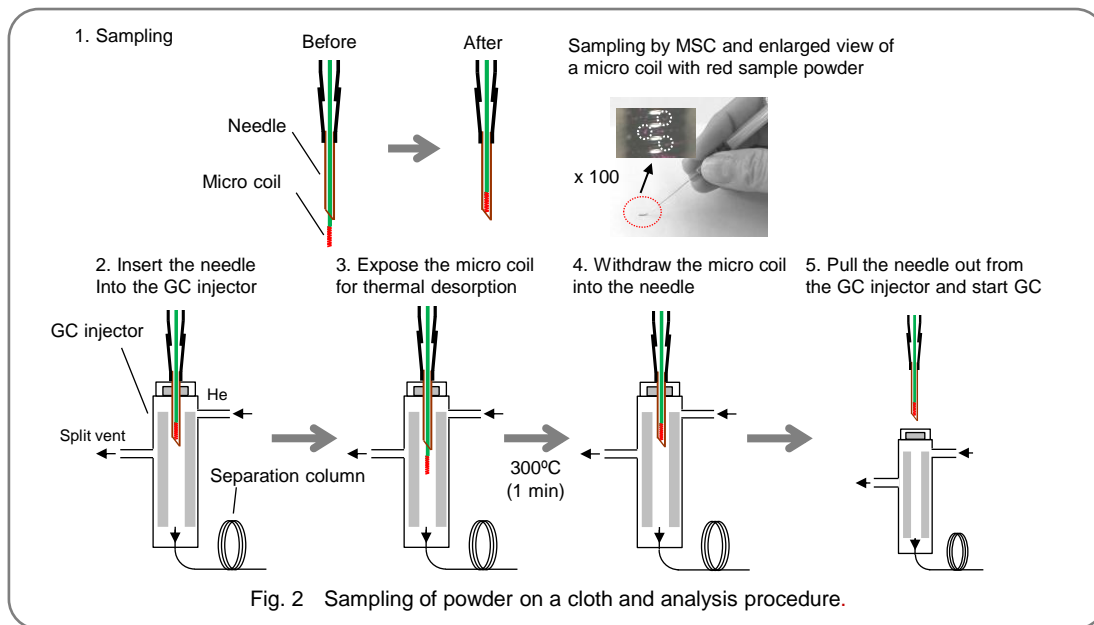 1. Sampling
Before
After
Sampling by MSC and enlarged view of
a micro coil with red sample powder
Needle
Micro coil
x 100
2. Insert the needle
Into the GC injector
3. Expose the micro coil
for thermal desorption
4. Withdraw the micro coil
into the needle
5. Pull the needle out from
the GC injector and start GC
GC injector
He
Split vent
Separation column
300ºC
(1 min)
Fig. 2 Sampling of powder on a cloth and analysis procedure.